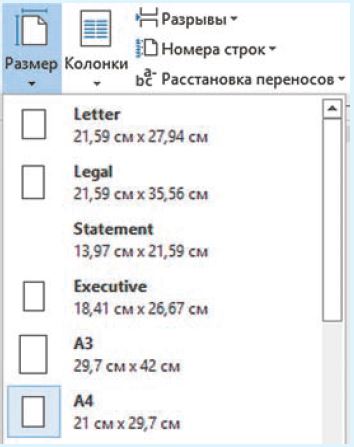 Размер
Колонки
Разрывы
Номера строк
Расстановка переносов
Letter
21,59 см x 27,94 см
Legal
21,59 см x 35,56 см
Statement
13,97 см x 21,59 см
Executive
18,41 см x 26,67 см
A3
29,7 см x 42 см
A4
21 см x 29,7 см